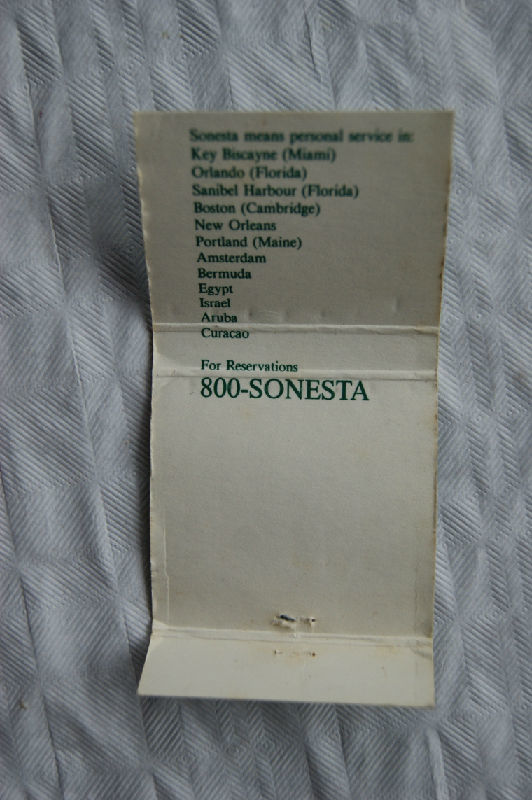 Sonesta means personal service in:
Key Biscayne (Miami)
Orlando (Florida)
Sanibel Harbour (Florida)
Boston (Cambridge)
New Orleans
Portland (Maine)
Amsterdam
Bermuda
Egypt
Israel
Aruba
Curacao
For Reservations
800-SONESTA